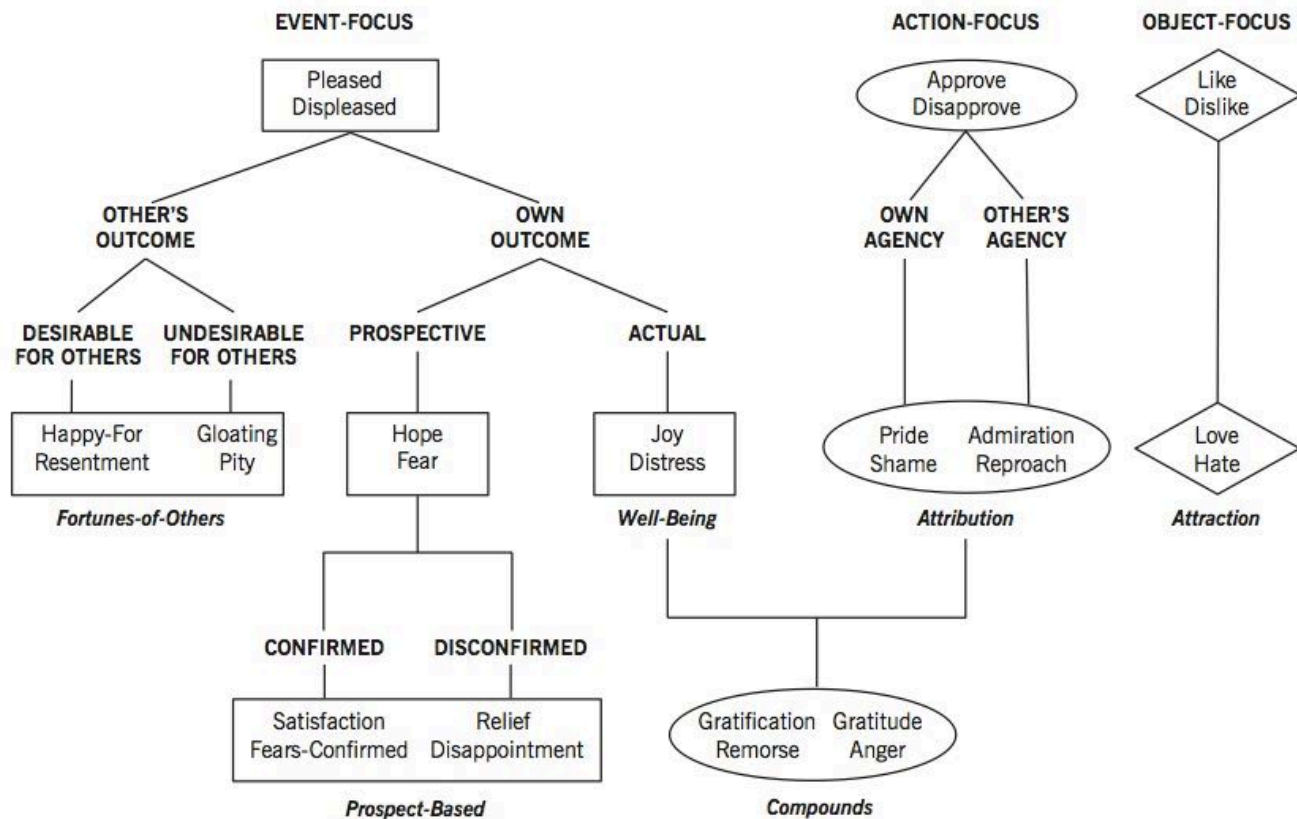 EVENT-FOCUS
ACTION-FOCUS
OBJECT-FOCUS
Pleased
Displeased
Approve
Disapprove
Like
Dislike
OTHER'S
OUTCOME
OWN
OUTCOME
OWN
AGENCY
OTHER'S
AGENCY
DESIRABLE
FOR OTHERS
UNDESIRABLE
FOR OTHERS
PROSPECTIVE
ACTUAL
Happy-For
Resentment
Gloating
Pity
Hope
Fear
Joy
Distress
Pride
Shame
Admiration
Reproach
Love
Hate
Fortunes-of-Others
Well-Being
Attribution
Attraction
CONFIRMED
DISCONFIRMED
Satisfaction
Fears-Confirmed
Relief
Disappointment
Gratification
Remorse
Gratitude
Anger
Prospect-Based
Compounds